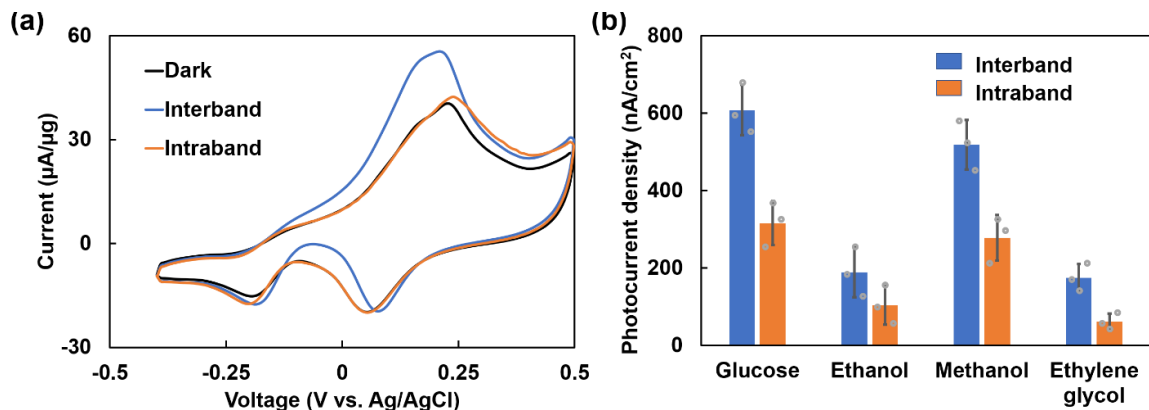 (a)
60
30
0
-30
Current (µA/µg)
Dark
Interband
Intraband
-0.5
-0.25
0
0.25
0.5
Voltage (V vs. Ag/AgCl)
(b)
800
600
400
200
0
Photocurrent density (nA/cm²)
Interband
Intraband
Glucose
Ethanol
Methanol
Ethylene
glycol